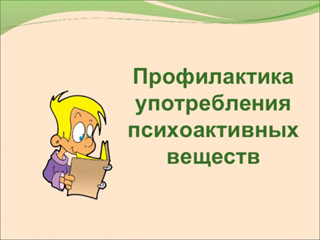 Профилактика
употребления
психоактивных
веществ